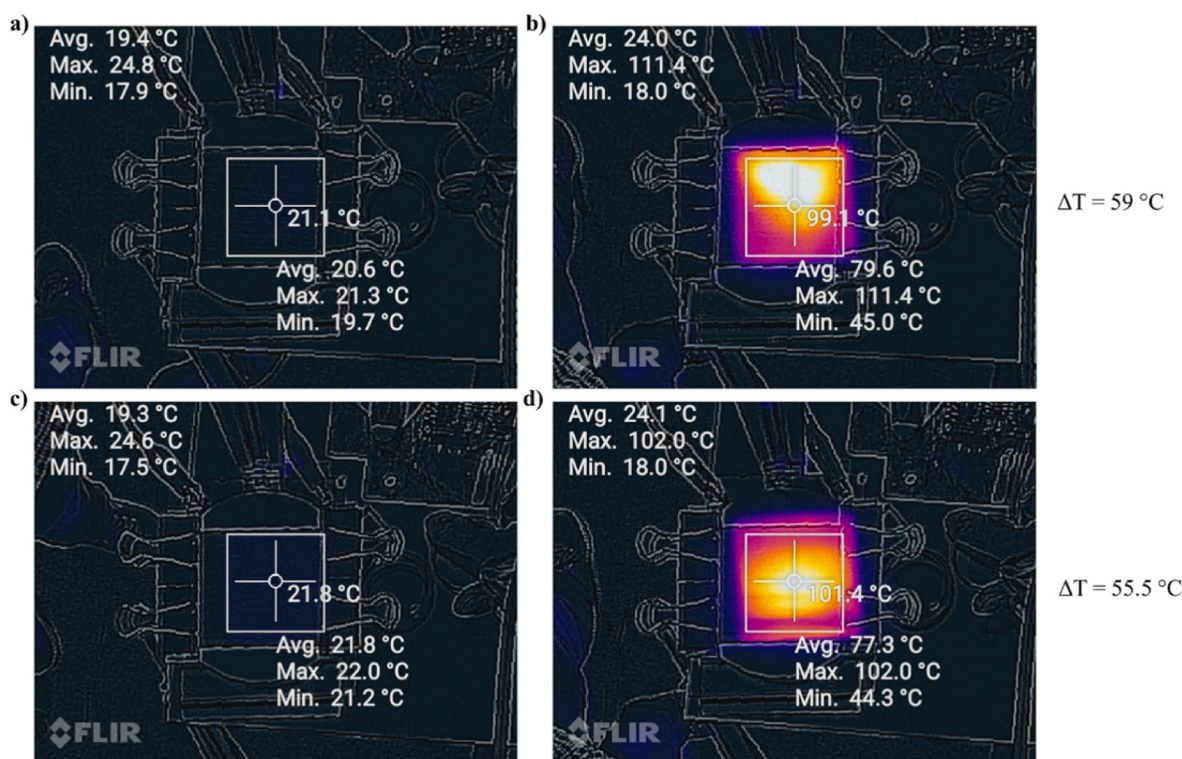 a)
Avg. 19.4 °C
Max. 24.8 °C
Min. 17.9 °C
21.1 °C
Avg. 20.6 °C
Max. 21.3 °C
Min. 19.7 °C
FLIR
b)
Avg. 24.0 °C
Max. 111.4 °C
Min. 18.0 °C
99.1 °C
Avg. 79.6 °C
Max. 111.4 °C
Min. 45.0 °C
FLIR
ΔT = 59 °C
c)
Avg. 19.3 °C
Max. 24.6 °C
Min. 17.5 °C
21.8 °C
Avg. 21.8 °C
Max. 22.0 °C
Min. 21.2 °C
FLIR
d)
Avg. 24.1 °C
Max. 102.0 °C
Min. 18.0 °C
101.4 °C
Avg. 77.3 °C
Max. 102.0 °C
Min. 44.3 °C
FLIR
ΔT = 55.5 °C